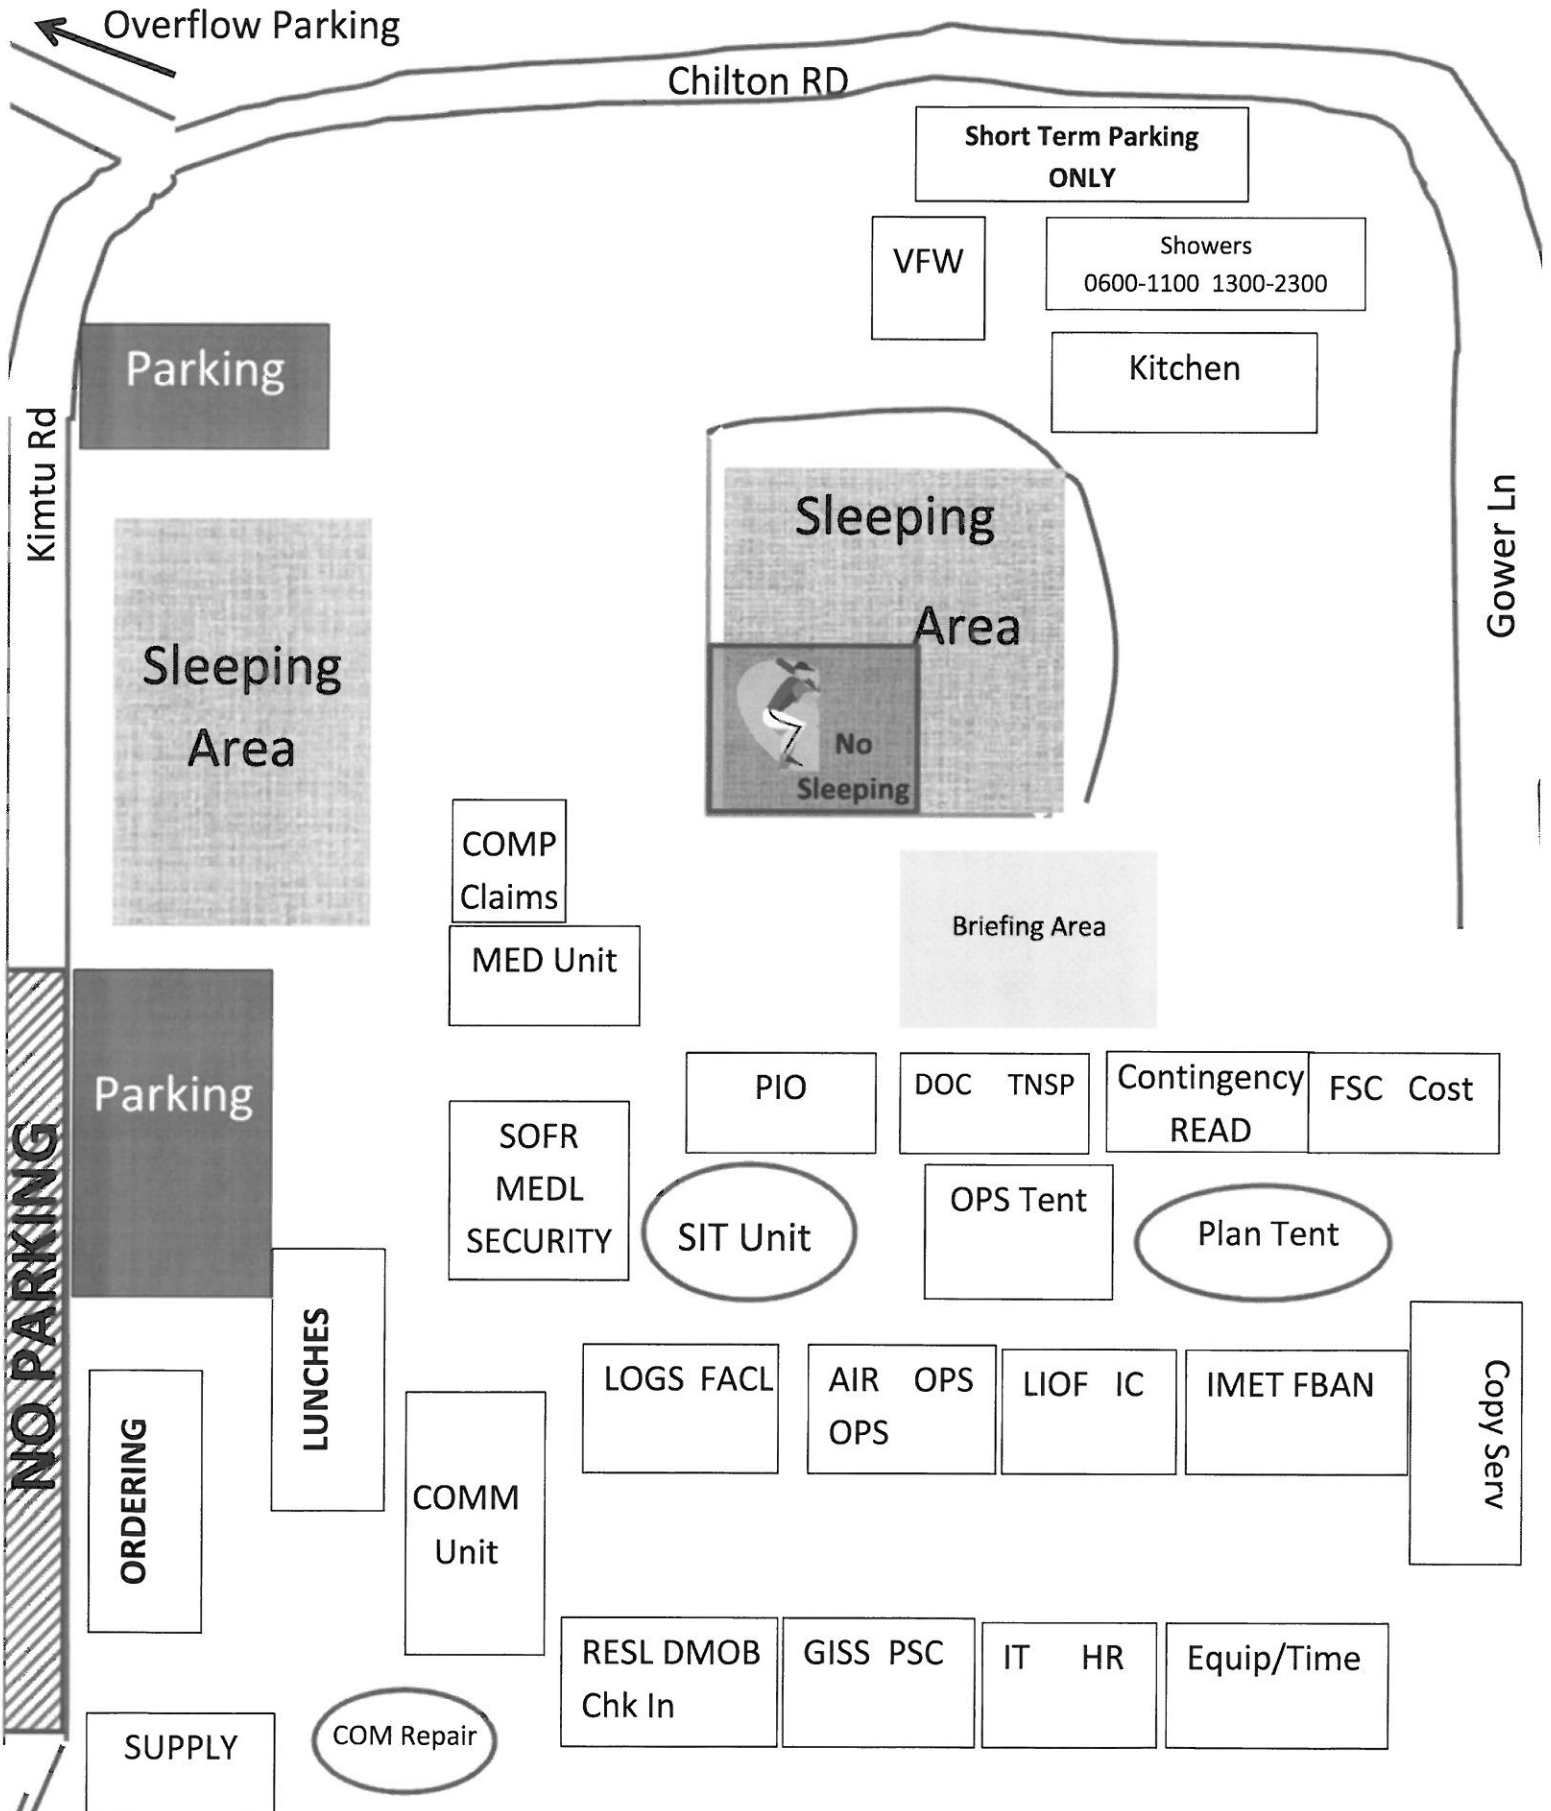 Overflow Parking
Chilton RD
Short Term Parking
ONLY
VFW
Showers
0600-1100 1300-2300
Kitchen
Parking
Kimtu Rd
Gower Ln
Sleeping
Area
Sleeping
Area
No
Sleeping
COMP
Claims
MED Unit
Briefing Area
Parking
NO PARKING
PIO
DOC TNSP
Contingency
READ
FSC Cost
SOFR
MEDL
SECURITY
SIT Unit
OPS Tent
Plan Tent
LUNCHES
ORDERING
COMM
Unit
LOGS FACL
AIR OPS
OPS
LIOF IC
IMET FBAN
Copy Serv
RESL DMOB
Chk In
GISS PSC
IT HR
Equip/Time
SUPPLY
COM Repair